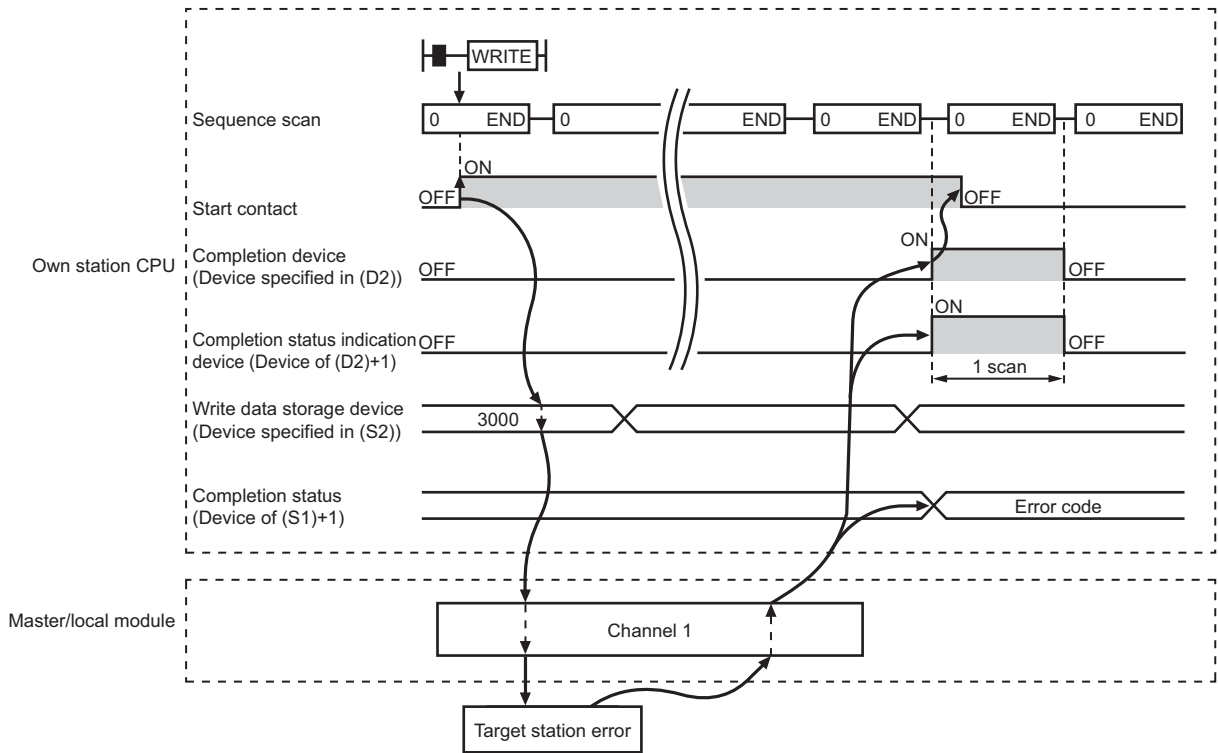 WRITE
Sequence scan
0 END 0 END 0 END 0 END 0 END
ON
OFF OFF
Start contact
ON
Own station CPU
Completion device
(Device specified in (D2))
OFF OFF
ON
Completion status indication
device (Device of (D2)+1)
OFF OFF
1 scan
Write data storage device
(Device specified in (S2))
3000
Completion status
(Device of (S1)+1)
Error code
Master/local module
Channel 1
Target station error